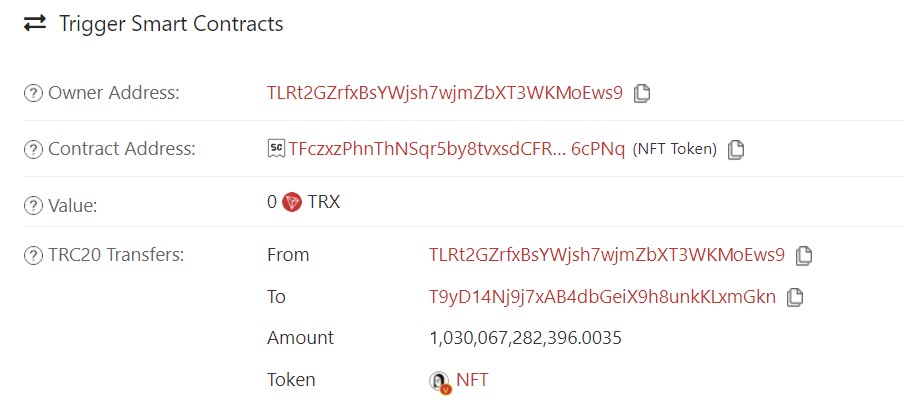 Trigger Smart Contracts
? Owner Address: TLRt2GZrfxBsYWjsh7wjmZbXT3WKMoEws9
? Contract Address: SC TFczxzPhnThNSqr5by8tvxsdCFR... 6cPNq (NFT Token)
? Value: 0 TRX
? TRC20 Transfers: From TLRt2GZrfxBsYWjsh7wjmZbXT3WKMoEws9
To T9yD14Nj9j7xAB4dbGeiX9h8unkKLxmGkn
Amount 1,030,067,282,396.0035
Token NFT